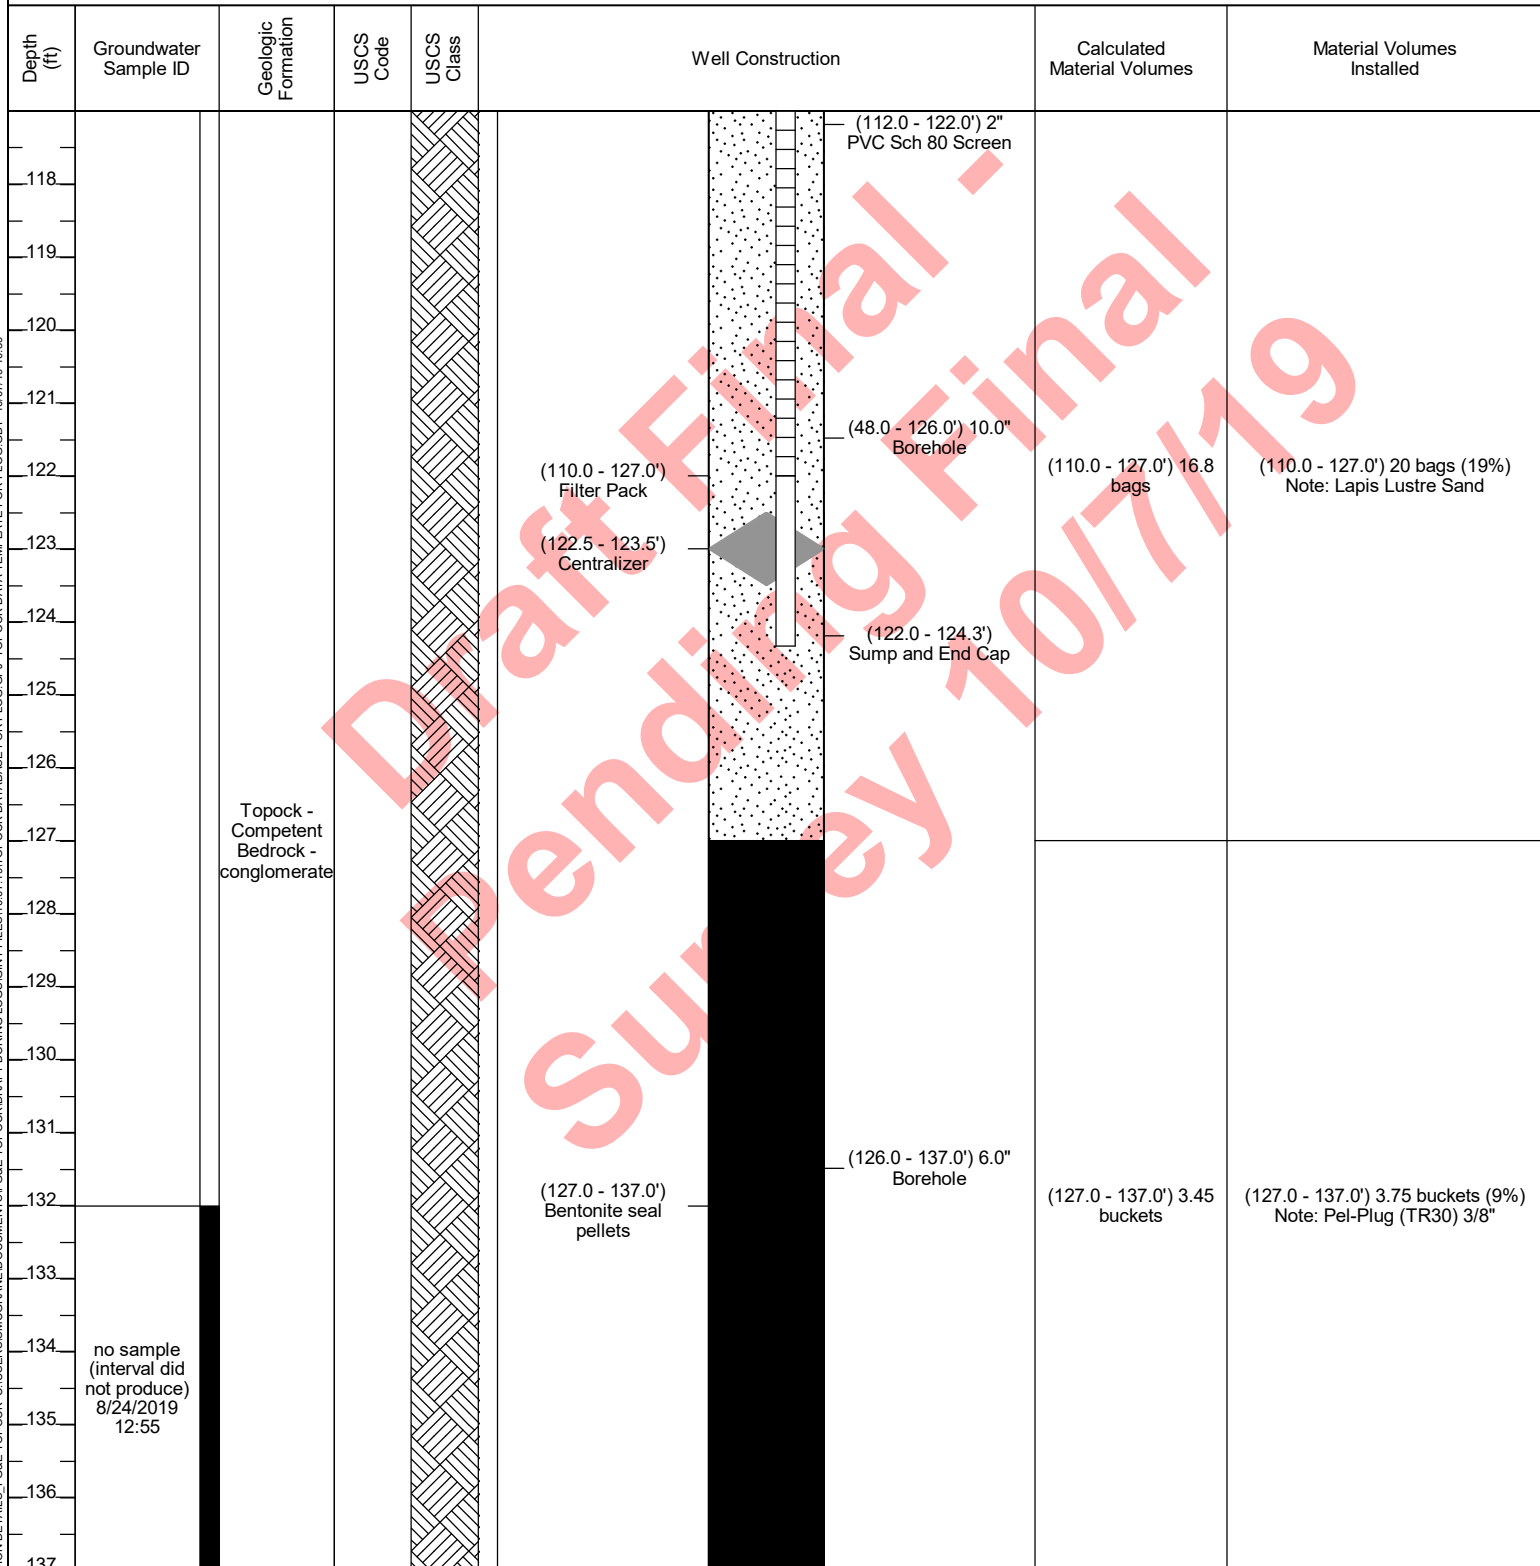 Depth
(ft)
Groundwater
Sample ID
Geologic
Formation
USCS
Code
USCS
Class
Well Construction
Calculated
Material Volumes
Material Volumes
Installed
(112.0 - 122.0') 2"
PVC Sch 80 Screen
118
119
120
121
(48.0 - 126.0') 10.0"
Borehole
122
(110.0 - 127.0')
Filter Pack
(110.0 - 127.0') 16.8
bags
(110.0 - 127.0') 20 bags (19%)
Note: Lapis Lustre Sand
123
(122.5 - 123.5')
Centralizer
124
(122.0 - 124.3')
Sump and End Cap
125
126
Topock -
Competent
Bedrock -
conglomerate
127
128
129
130
131
(126.0 - 137.0') 6.0"
Borehole
132
(127.0 - 137.0')
Bentonite seal
pellets
(127.0 - 137.0') 3.45
buckets
(127.0 - 137.0') 3.75 buckets (9%)
Note: Pel-Plug (TR30) 3/8"
133
134
no sample
(interval did
not produce)
8/24/2019
12:55
135
136
137
Draft Final -
Pending Final
Survey 10/7/19